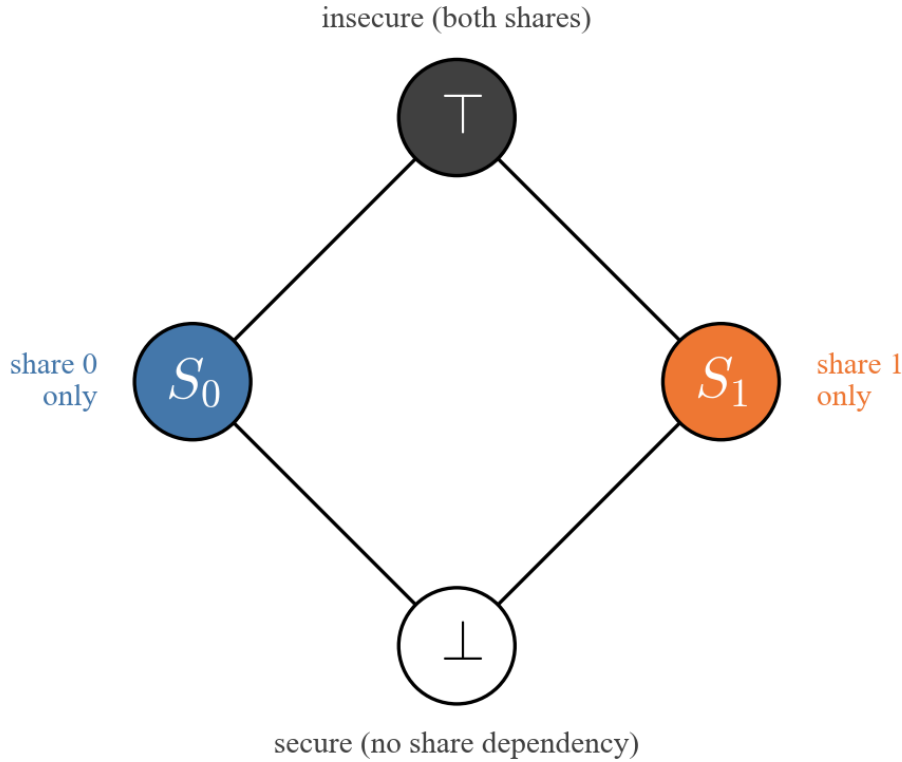 insecure (both shares)
⊤
share 0
only
S₀
S₁
share 1
only
⊥
secure (no share dependency)